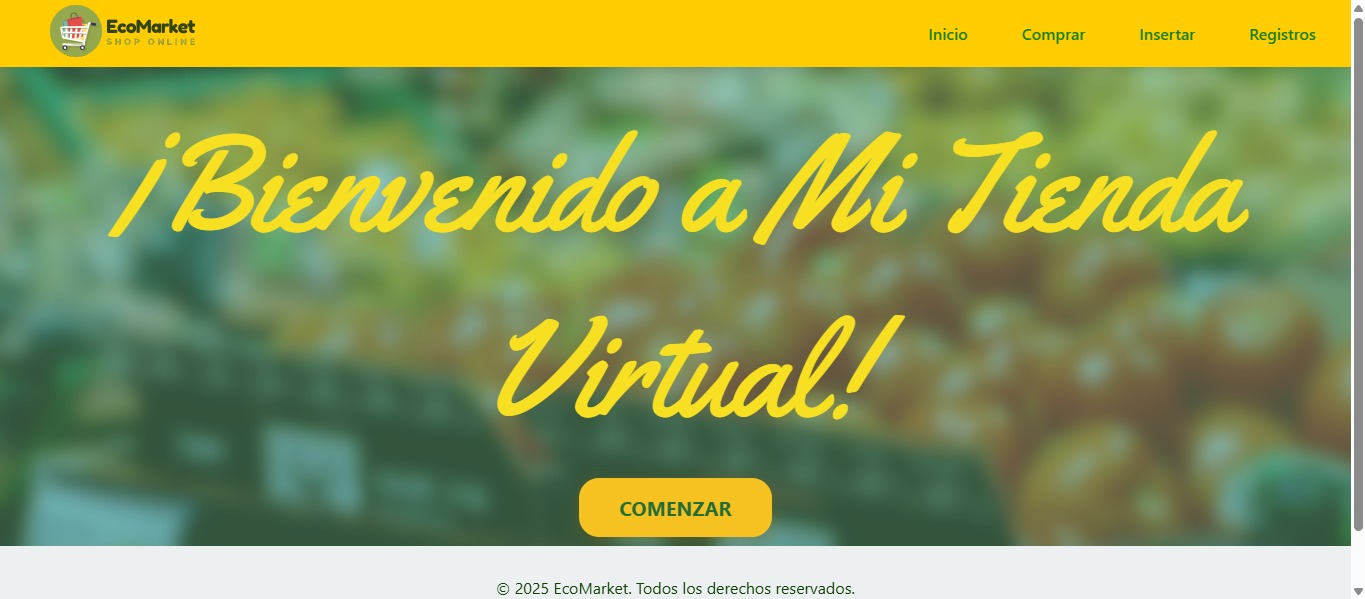 EcoMarket
SHOP ONLINE
Inicio Comprar Insertar Registros
¡Bienvenido a Mi Tienda
Virtual!
COMENZAR
© 2025 EcoMarket. Todos los derechos reservados.